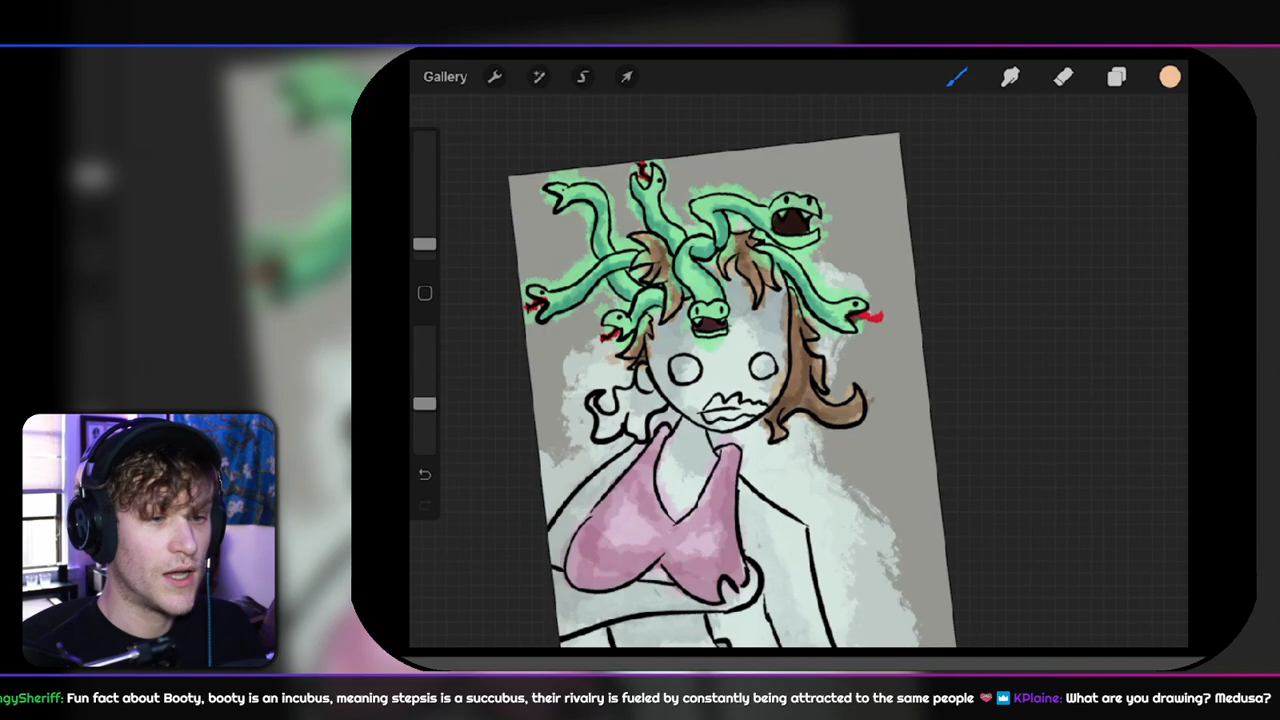 Gallery
ngySheriff: Fun fact about Booty, booty is an incubus, meaning stepsis is a succubus, their rivalry is fueled by constantly being attracted to the same people KPlaine: What are you drawing? Medusa?